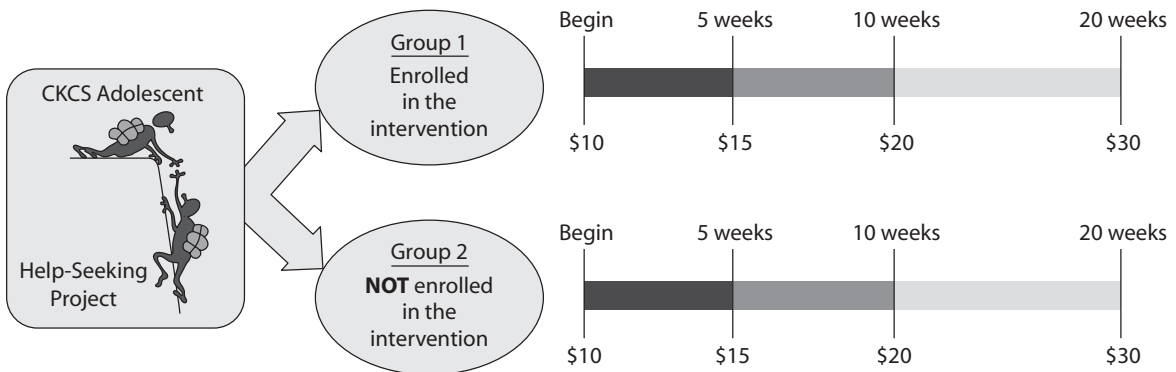 CKCS Adolescent
Help-Seeking
Project
Group 1
Enrolled
in the
intervention
Begin 5 weeks 10 weeks 20 weeks
$10 $15 $20 $30
Group 2
NOT enrolled
in the
intervention
Begin 5 weeks 10 weeks 20 weeks
$10 $15 $20 $30